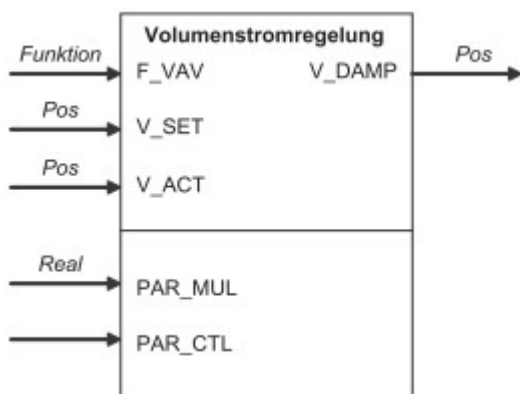 Volumenstromregelung
Funktion F_VAV V_DAMP Pos
Pos V_SET
Pos V_ACT
Real PAR_MUL
PAR_CTL